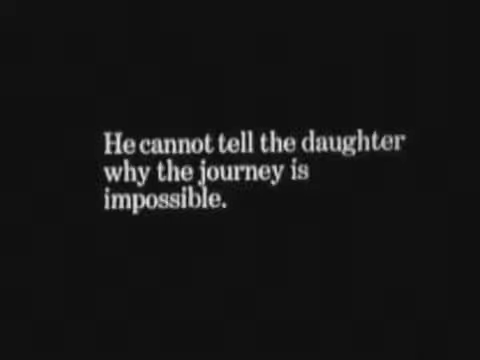 He cannot tell the daughter
why the journey is
impossible.